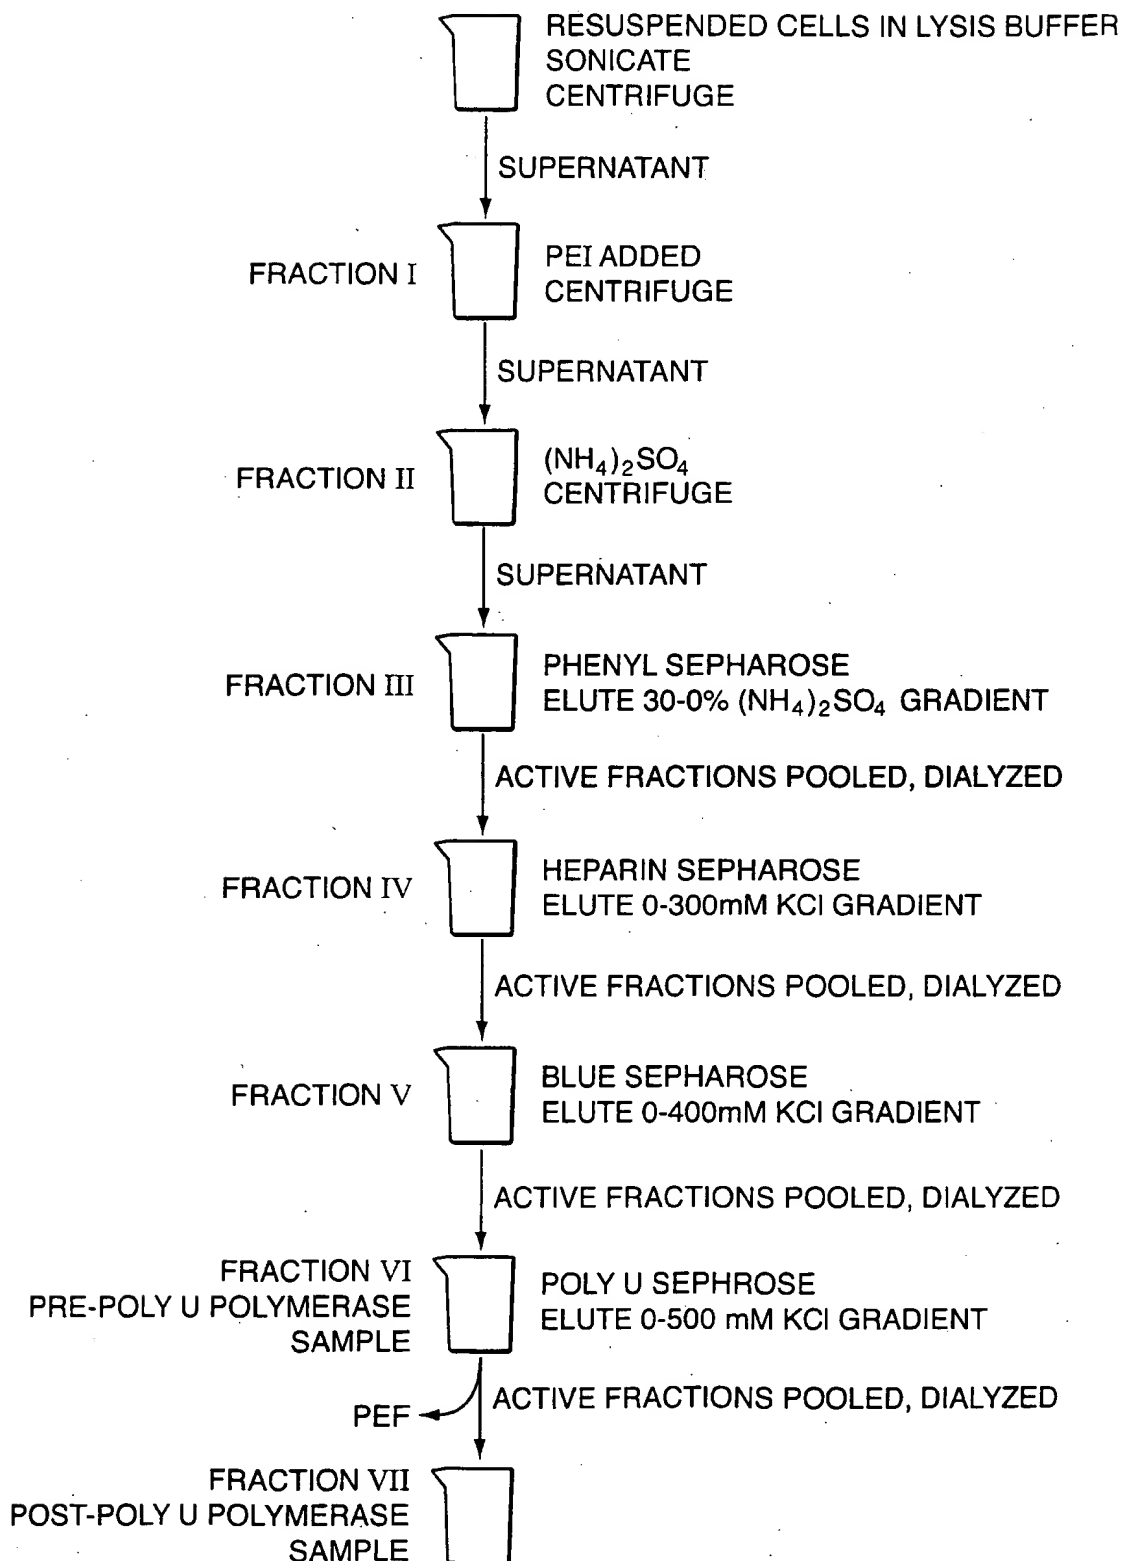 RESUSPENDED CELLS IN LYSIS BUFFER
SONICATE
CENTRIFUGE
SUPERNATANT
FRACTION I
PEI ADDED
CENTRIFUGE
SUPERNATANT
FRACTION II
(NH4)2SO4
CENTRIFUGE
SUPERNATANT
FRACTION III
PHENYL SEPHAROSE
ELUTE 30-0% (NH4)2SO4 GRADIENT
ACTIVE FRACTIONS POOLED, DIALYZED
FRACTION IV
HEPARIN SEPHAROSE
ELUTE 0-300mM KCl GRADIENT
ACTIVE FRACTIONS POOLED, DIALYZED
FRACTION V
BLUE SEPHAROSE
ELUTE 0-400mM KCl GRADIENT
ACTIVE FRACTIONS POOLED, DIALYZED
FRACTION VI
PRE-POLY U POLYMERASE
SAMPLE
POLY U SEPHROSE
ELUTE 0-500 mM KCl GRADIENT
PEF
ACTIVE FRACTIONS POOLED, DIALYZED
FRACTION VII
POST-POLY U POLYMERASE
SAMPLE